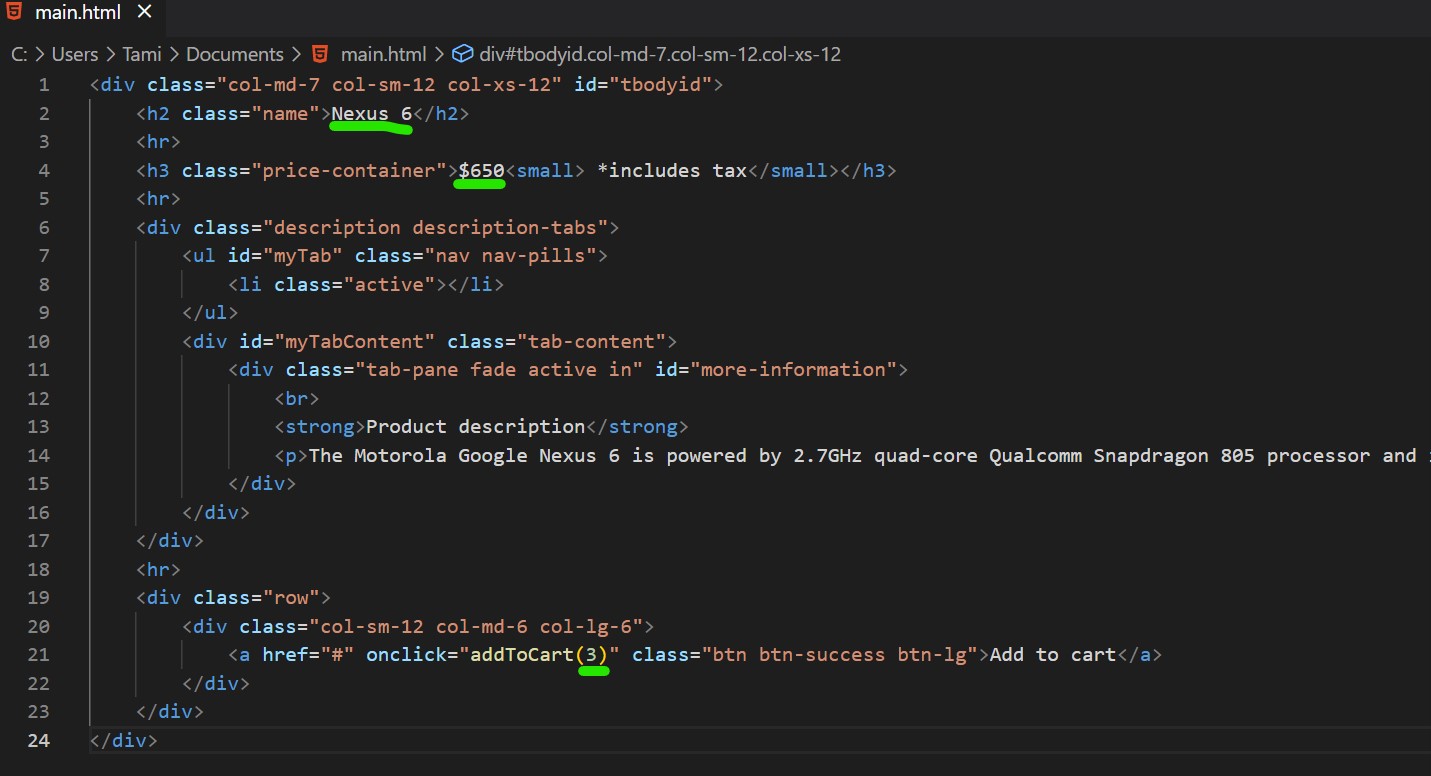 main.html ×
C: > Users > Tami > Documents > main.html > div#tbodyid.col-md-7.col-sm-12.col-xs-12
1 <div class="col-md-7 col-sm-12 col-xs-12" id="tbodyid">
2 <h2 class="name">Nexus 6</h2>
3 <hr>
4 <h3 class="price-container">$650<small> *includes tax</small></h3>
5 <hr>
6 <div class="description description-tabs">
7 <ul id="myTab" class="nav nav-pills">
8 <li class="active"></li>
9 </ul>
10 <div id="myTabContent" class="tab-content">
11 <div class="tab-pane fade active in" id="more-information">
12 <br>
13 <strong>Product description</strong>
14 <p>The Motorola Google Nexus 6 is powered by 2.7GHz quad-core Qualcomm Snapdragon 805 processor and
15 </div>
16 </div>
17 </div>
18 <hr>
19 <div class="row">
20 <div class="col-sm-12 col-md-6 col-lg-6">
21 <a href="#" onclick="addToCart(3)" class="btn btn-success btn-lg">Add to cart</a>
22 </div>
23 </div>
24 </div>